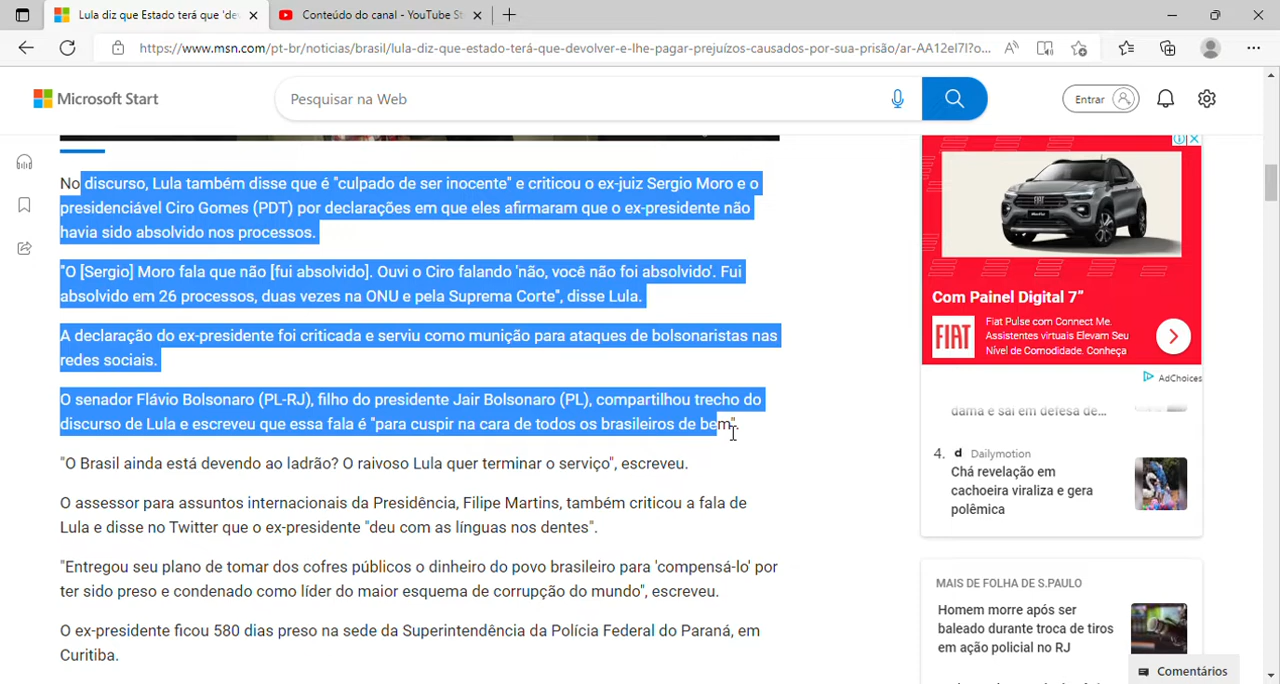 Lula diz que Estado terá que 'de
Conteúdo do canal - YouTube S
https://www.msn.com/pt-br/noticias/brasil/lula-diz-que-estado-terá-que-devolver-e-lhe-pagar-prejuízos-causados-por-sua-prisão/ar-AA12eI7I?o...
Microsoft Start
Pesquisar na Web
Entrar
No discurso, Lula também disse que é "culpado de ser inocente" e criticou o ex-juiz Sergio Moro e o
presidenciável Ciro Gomes (PDT) por declarações em que eles afirmaram que o ex-presidente não
havia sido absolvido nos processos.
"O [Sergio] Moro fala que não [fui absolvido]. Ouvi o Ciro falando 'não, você não foi absolvido'. Fui
absolvido em 26 processos, duas vezes na ONU e pela Suprema Corte", disse Lula.
A declaração do ex-presidente foi criticada e serviu como munição para ataques de bolsonaristas nas
redes sociais.
O senador Flávio Bolsonaro (PL-RJ), filho do presidente Jair Bolsonaro (PL), compartilhou trecho do
discurso de Lula e escreveu que essa fala é "para cuspir na cara de todos os brasileiros de bem".
"O Brasil ainda está devendo ao ladrão? O raivoso Lula quer terminar o serviço", escreveu.
O assessor para assuntos internacionais da Presidência, Filipe Martins, também criticou a fala de
Lula e disse no Twitter que o ex-presidente "deu com as línguas nos dentes".
"Entregou seu plano de tomar dos cofres públicos o dinheiro do povo brasileiro para 'compensá-lo' por
ter sido preso e condenado como líder do maior esquema de corrupção do mundo", escreveu.
O ex-presidente ficou 580 dias preso na sede da Superintendência da Polícia Federal do Paraná, em
Curitiba.
Com Painel Digital 7”
FIAT
Fiat Pulse com Connect Me.
Assistentes virtuais Elevam Seu
Nível de Comodidade. Conheça
AdChoices
dama e sai em defesa de...
4. d Dailymotion
Chá revelação em
cachoeira viraliza e gera
polêmica
MAIS DE FOLHA DE S.PAULO
Homem morre após ser
baleado durante troca de tiros
em ação policial no RJ
Comentários